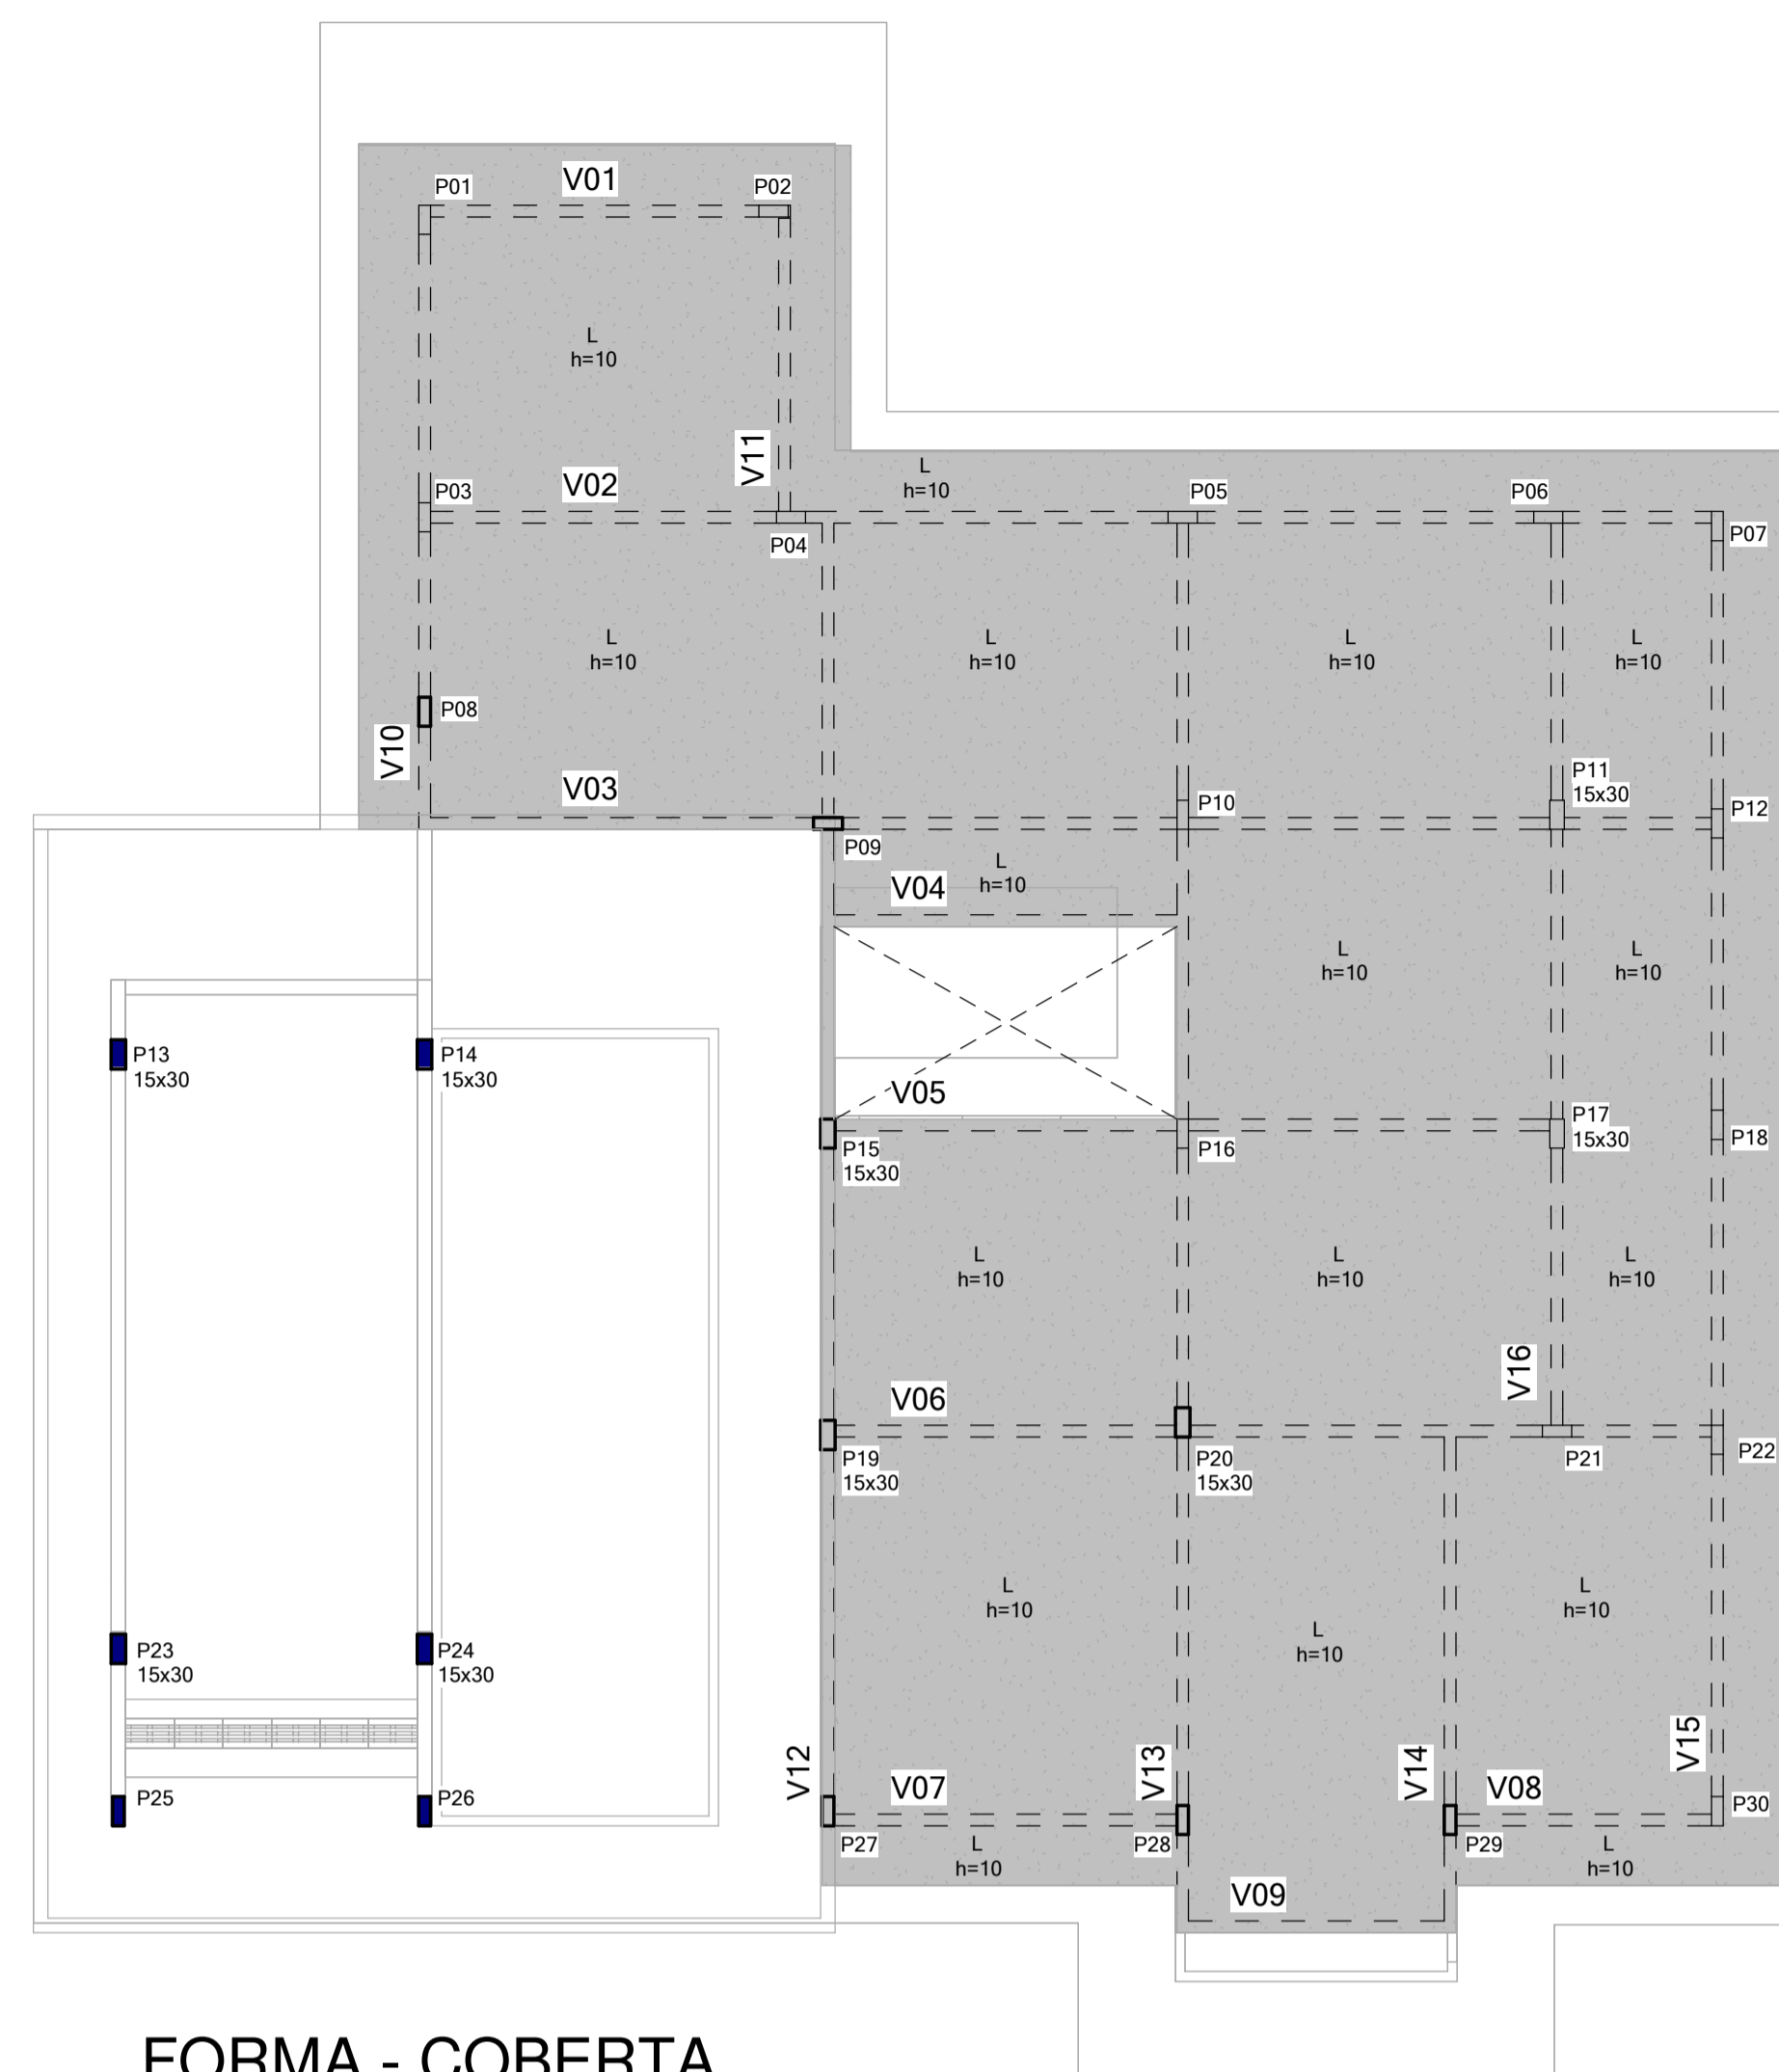 V01
P01
P02
L
h=10
V11
L
h=10
V02
P03
P05
P06
P07
P04
L
h=10
L
h=10
L
h=10
L
h=10
P08
V10
V03
P11
15x30
P10
P12
P09
L
h=10
V04
L
h=10
L
h=10
P13
15x30
P14
15x30
V05
P15
15x30
P16
P17
15x30
P18
L
h=10
L
h=10
L
h=10
V16
V06
P19
15x30
P20
15x30
P21
P22
L
h=10
L
h=10
L
h=10
P23
15x30
P24
15x30
V12
V13
V14
V15
P25
P26
V07
V08
P30
P27
P28
P29
L
h=10
L
h=10
V09
FORMA - COBERTA